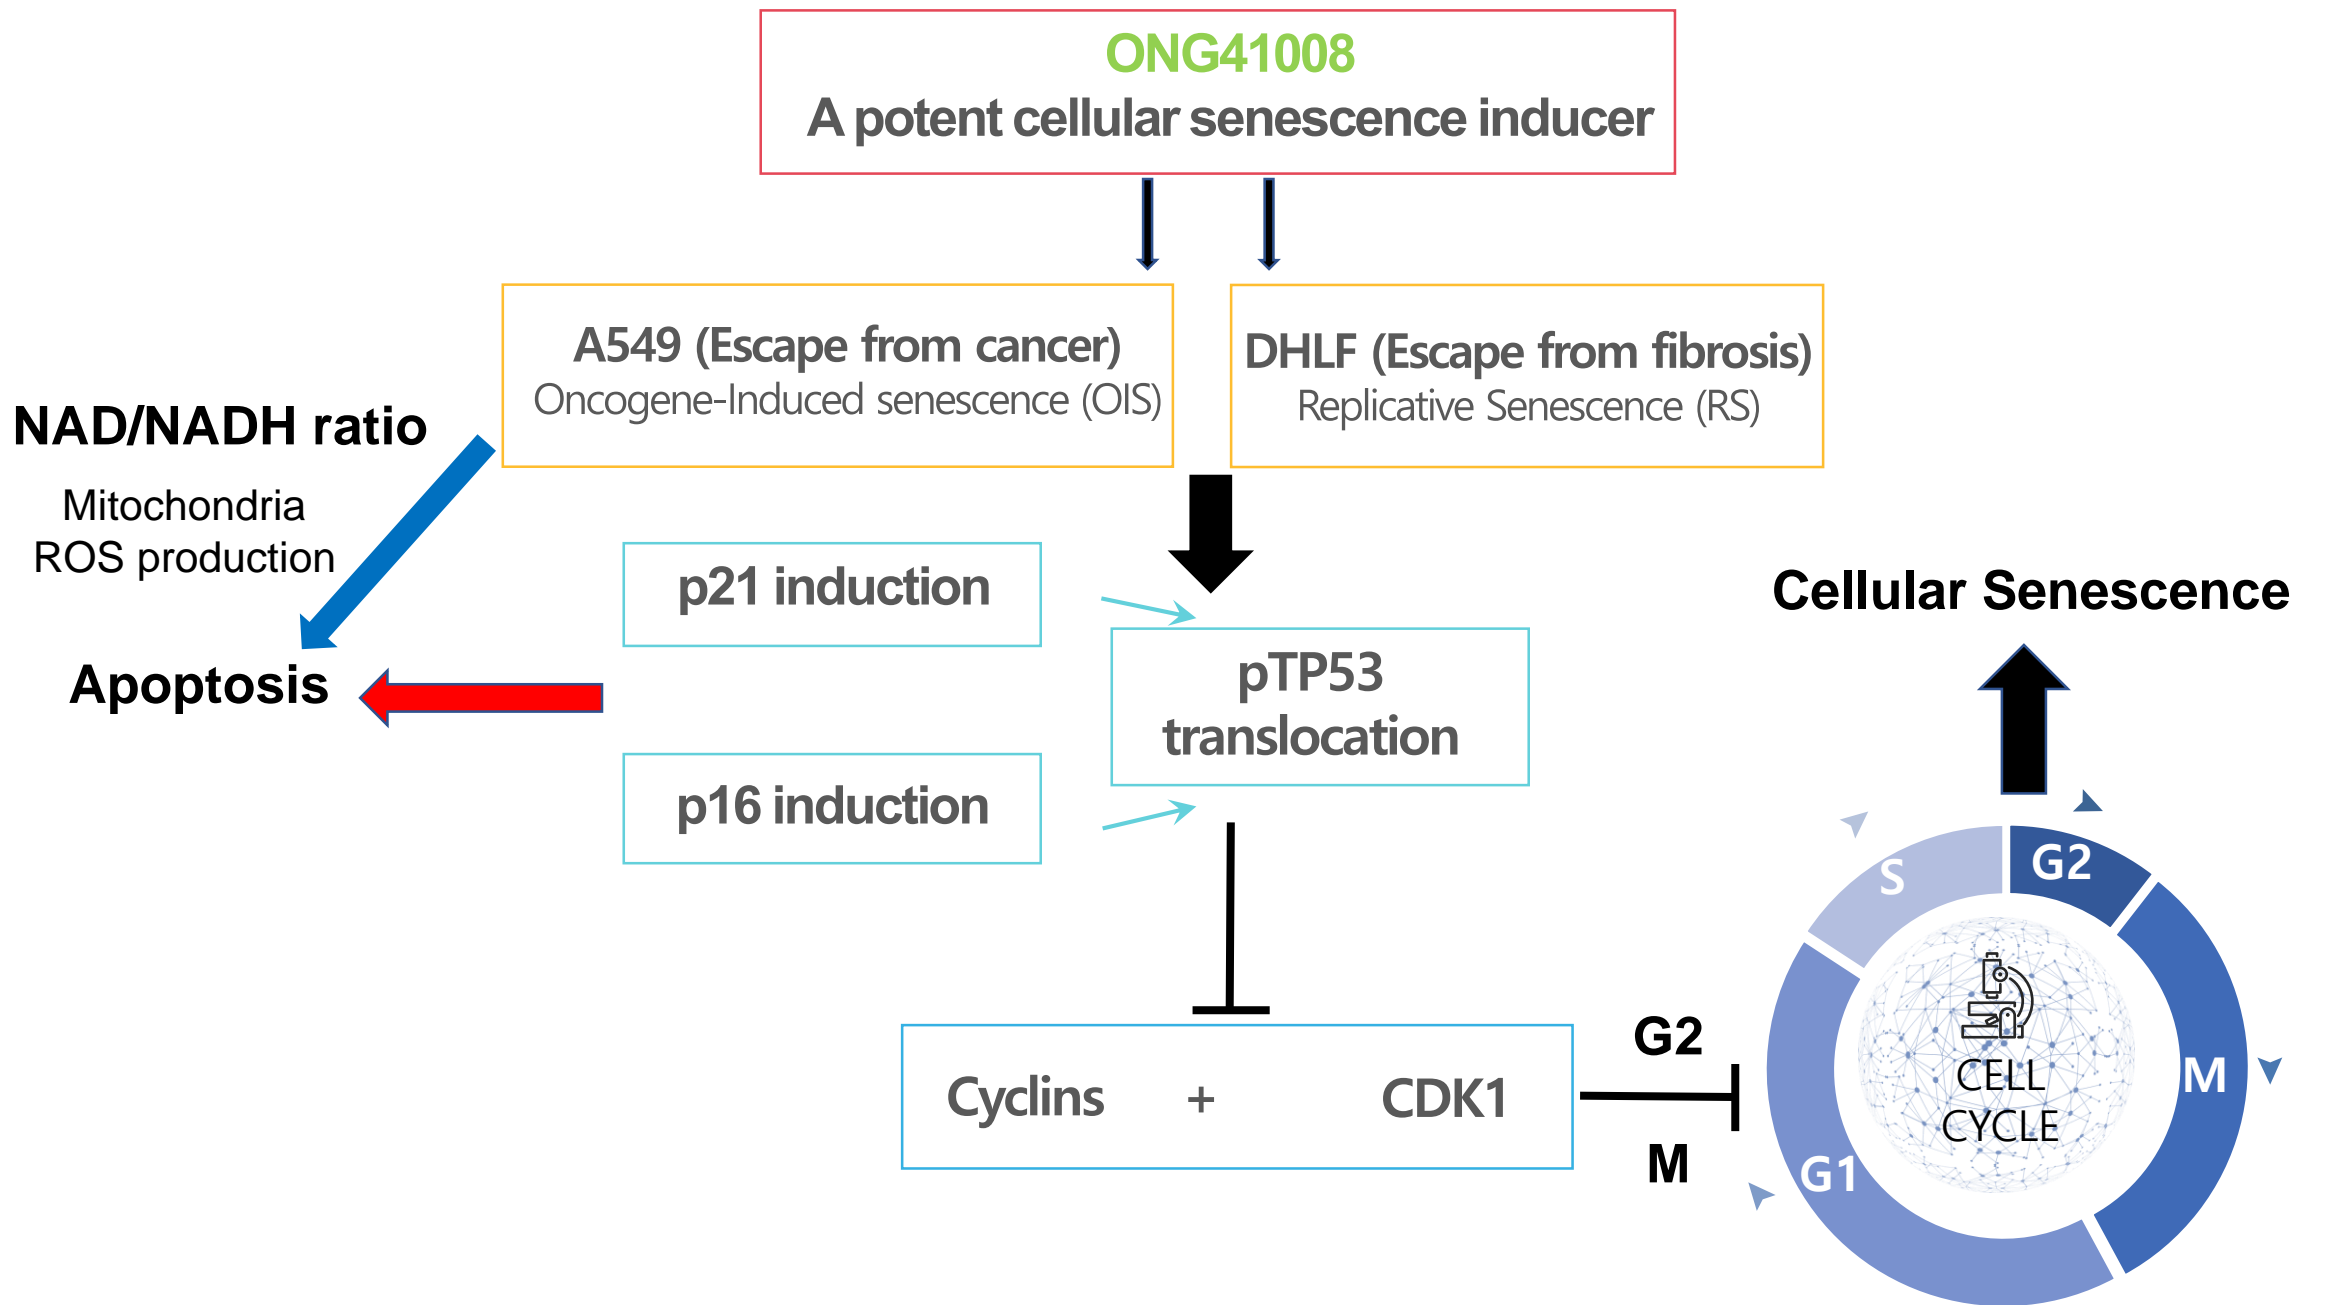 ONG41008
A potent cellular senescence inducer
A549 (Escape from cancer)
Oncogene-Induced senescence (OIS)
DHLF (Escape from fibrosis)
Replicative Senescence (RS)
NAD/NADH ratio
Mitochondria
ROS production
Apoptosis
p21 induction
p16 induction
pTP53
translocation
Cyclins + CDK1
G2
M
Cellular Senescence
S
G2
M
G1
CELL
CYCLE